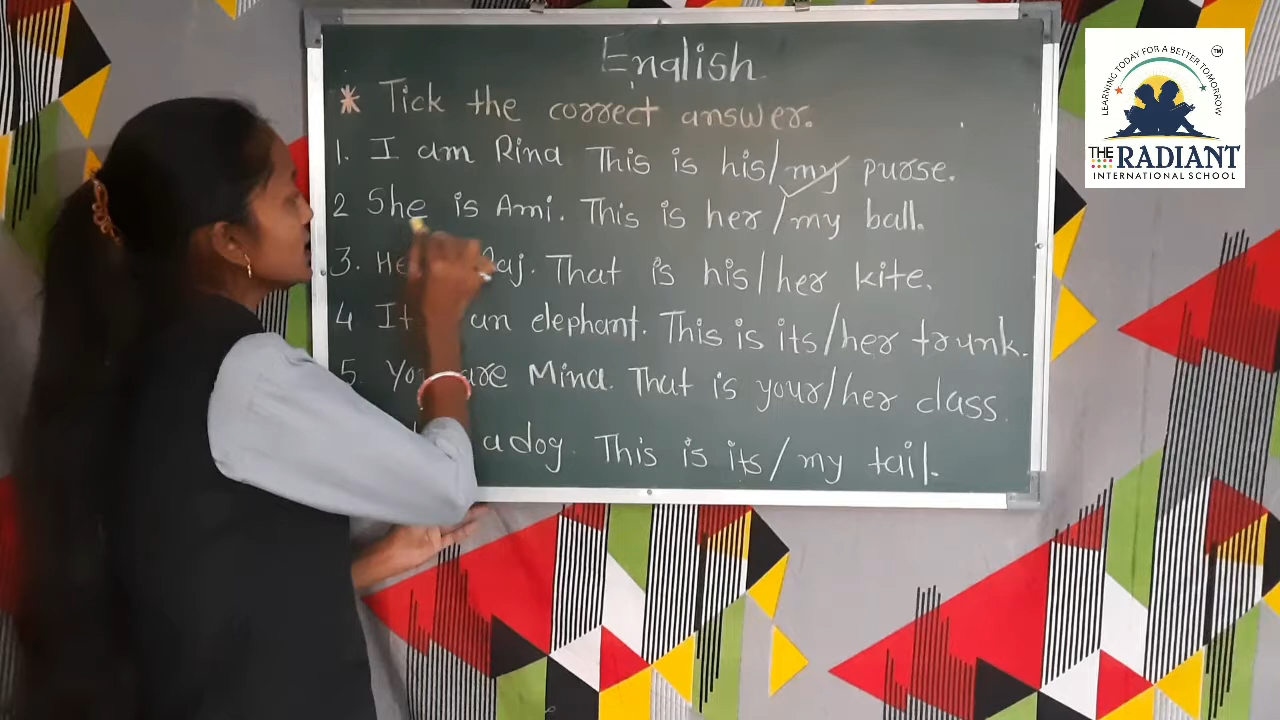 English
* Tick the correct answer.
1. I am Rina This is his/my purse.
2 She is Ami. This is her/my ball.
3. He Raj. That is his/her kite.
4 It an elephant. This is its/her trunk.
5. You are Mina. That is your/her class.
a dog. This is its/my tail.
LEARNING TODAY FOR A BETTER TOMORROW
TM
THE RADIANT
INTERNATIONAL SCHOOL